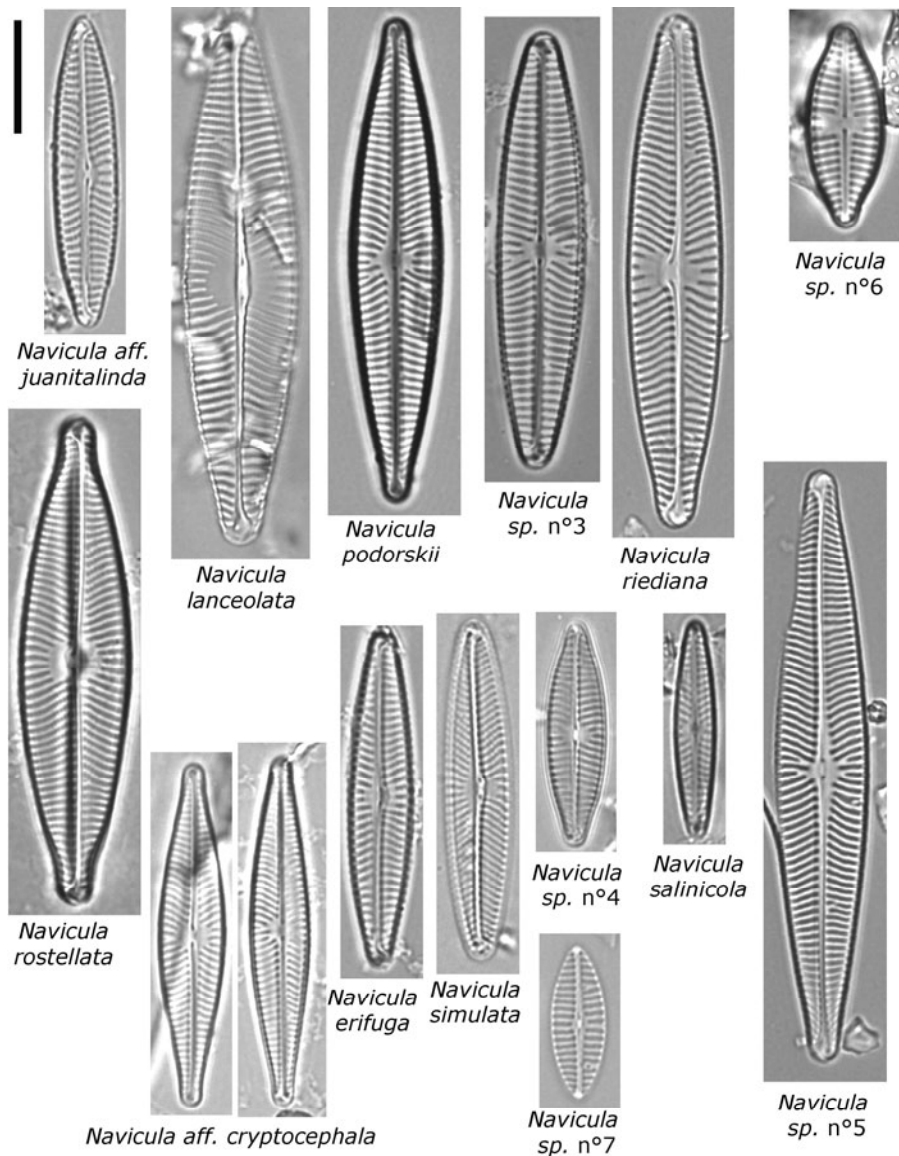 Navicula aff.
juanitalinda
Navicula
lanceolata
Navicula
podorskii
Navicula
sp. n°3
Navicula
riediana
Navicula
sp. n°6
Navicula
rostellata
Navicula aff. cryptocephala
Navicula
erifuga
Navicula
simulata
Navicula
sp. n°4
Navicula
sp. n°7
Navicula
salinicola
Navicula
sp. n°5